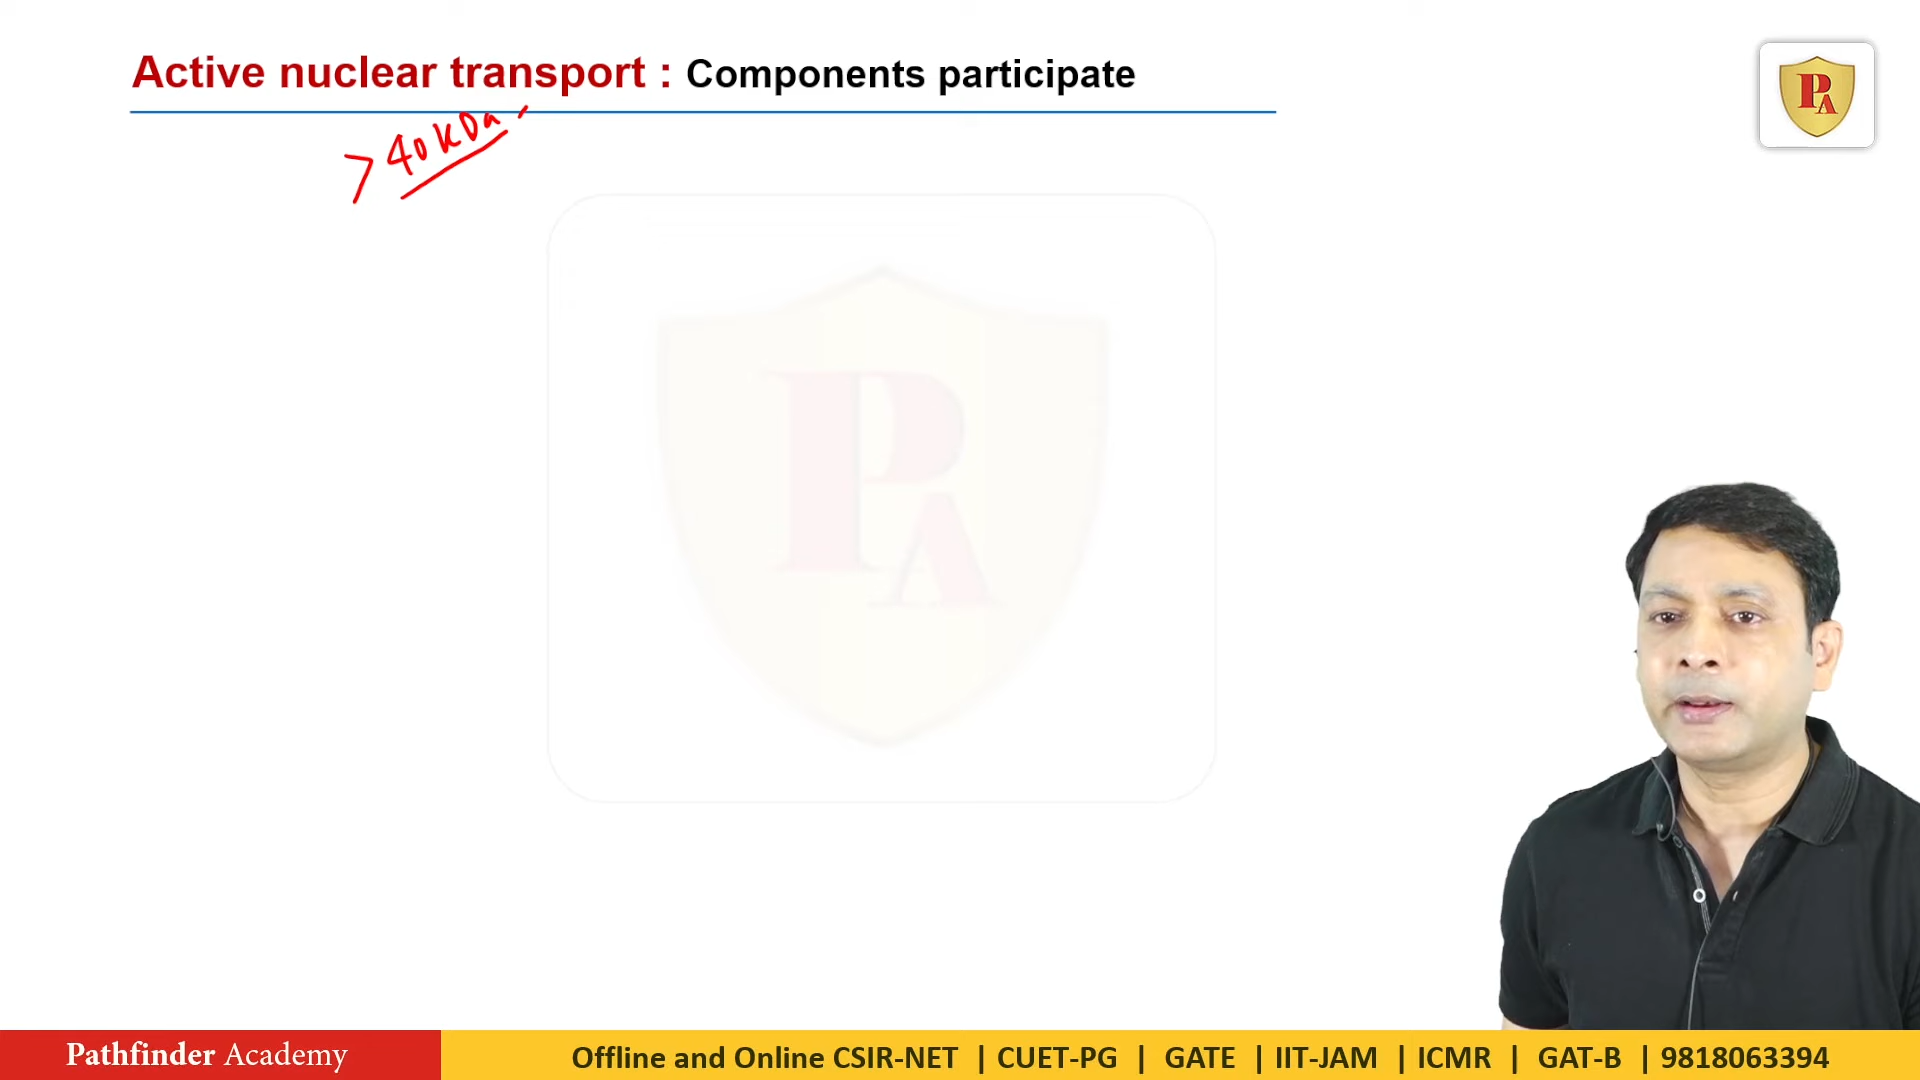 Active nuclear transport : Components participate
> 40 kDa
PA
PA
Pathfinder Academy
Offline and Online CSIR-NET | CUET-PG | GATE | IIT-JAM | ICMR | GAT-B | 9818063394